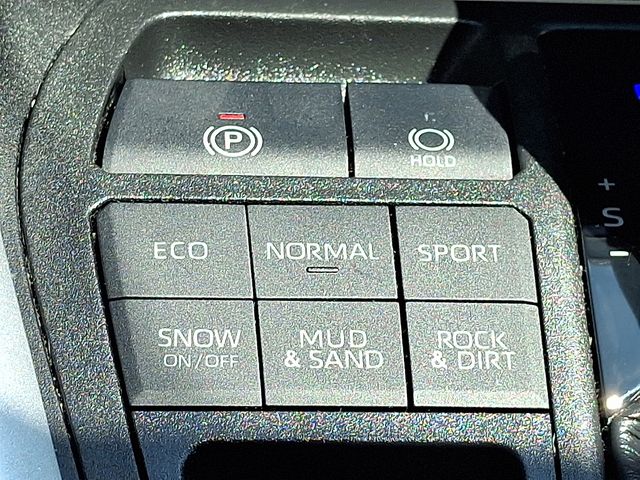 P
HOLD
+
S
ECO
NORMAL
SPORT
SNOW
ON/OFF
MUD
& SAND
ROCK
& DIRT